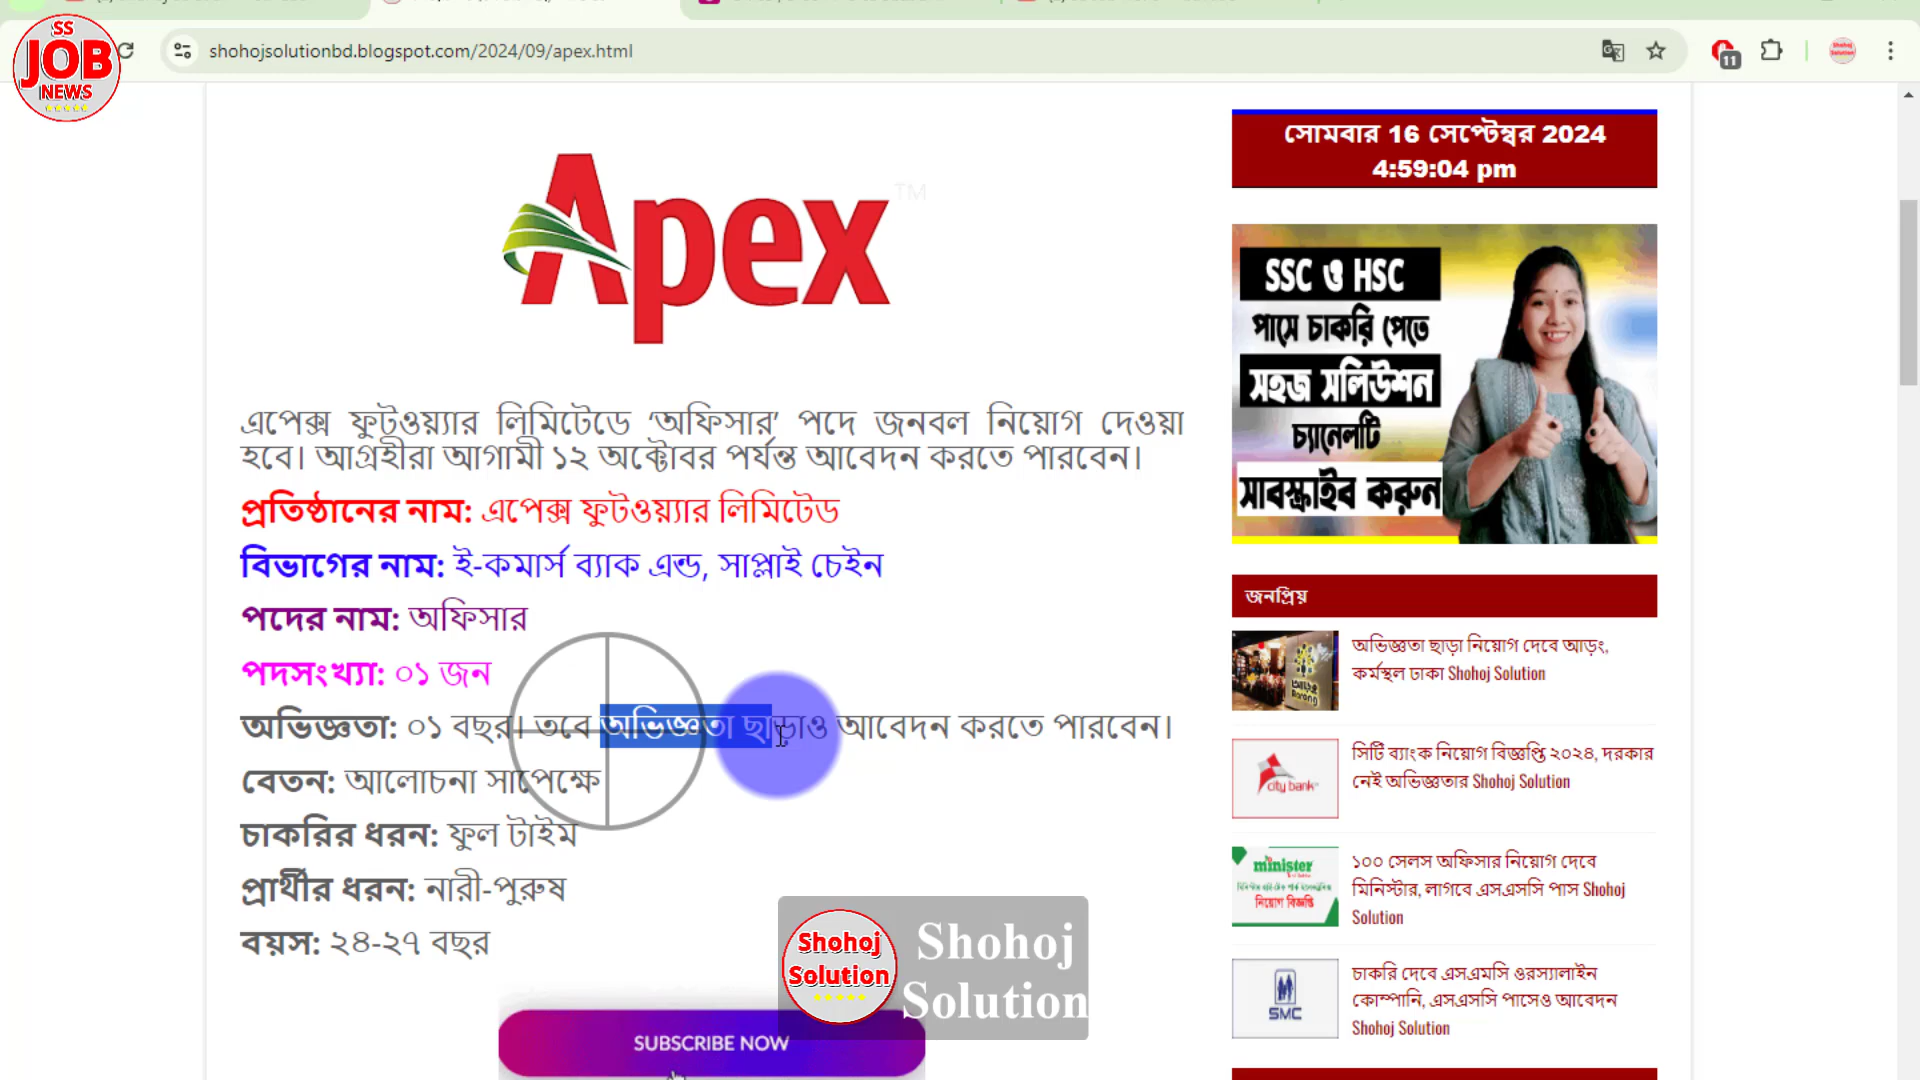 SS
JOB
NEWS
shohojsolutionbd.blogspot.com/2024/09/apex.html
11
Apex
TM
এপেক্স ফুটওয়্যার লিমিটেডে ‘অফিসার’ পদে জনবল নিয়োগ দেওয়া
হবে। আগ্রহীরা আগামী ১২ অক্টোবর পর্যন্ত আবেদন করতে পারবেন।
প্রতিষ্ঠানের নাম: এপেক্স ফুটওয়্যার লিমিটেড
বিভাগের নাম: ই-কমার্স ব্যাক এন্ড, সাপ্লাই চেইন
পদের নাম: অফিসার
পদসংখ্যা: ০১ জন
অভিজ্ঞতা: ০১ বছর। তবে অভিজ্ঞতা ছাড়াও আবেদন করতে পারবেন।
বেতন: আলোচনা সাপেক্ষে
চাকরির ধরন: ফুল টাইম
প্রার্থীর ধরন: নারী-পুরুষ
বয়স: ২৪-২৭ বছর
SUBSCRIBE NOW
Shohoj
Solution
Shohoj
Solution
সোমবার 16 সেপ্টেম্বর 2024
4:59:04 pm
SSC ও HSC
পাসে চাকরি পেতে
সহজ সলিউশন
চ্যানেলটি
সাবস্ক্রাইব করুন
জনপ্রিয়
অভিজ্ঞতা ছাড়া নিয়োগ দেবে আড়ং,
কর্মস্থল ঢাকা Shohoj Solution
city bank
সিটি ব্যাংক নিয়োগ বিজ্ঞপ্তি ২০২৪, দরকার
নেই অভিজ্ঞতার Shohoj Solution
minister
নিয়োগ বিজ্ঞপ্তি
১০০ সেলস অফিসার নিয়োগ দেবে
মিনিস্টার, লাগবে এসএসসি পাস Shohoj
Solution
SMC
চাকরি দেবে এসএমসি ওরস্যালাইন
কোম্পানি, এসএসসি পাসেও আবেদন
Shohoj Solution